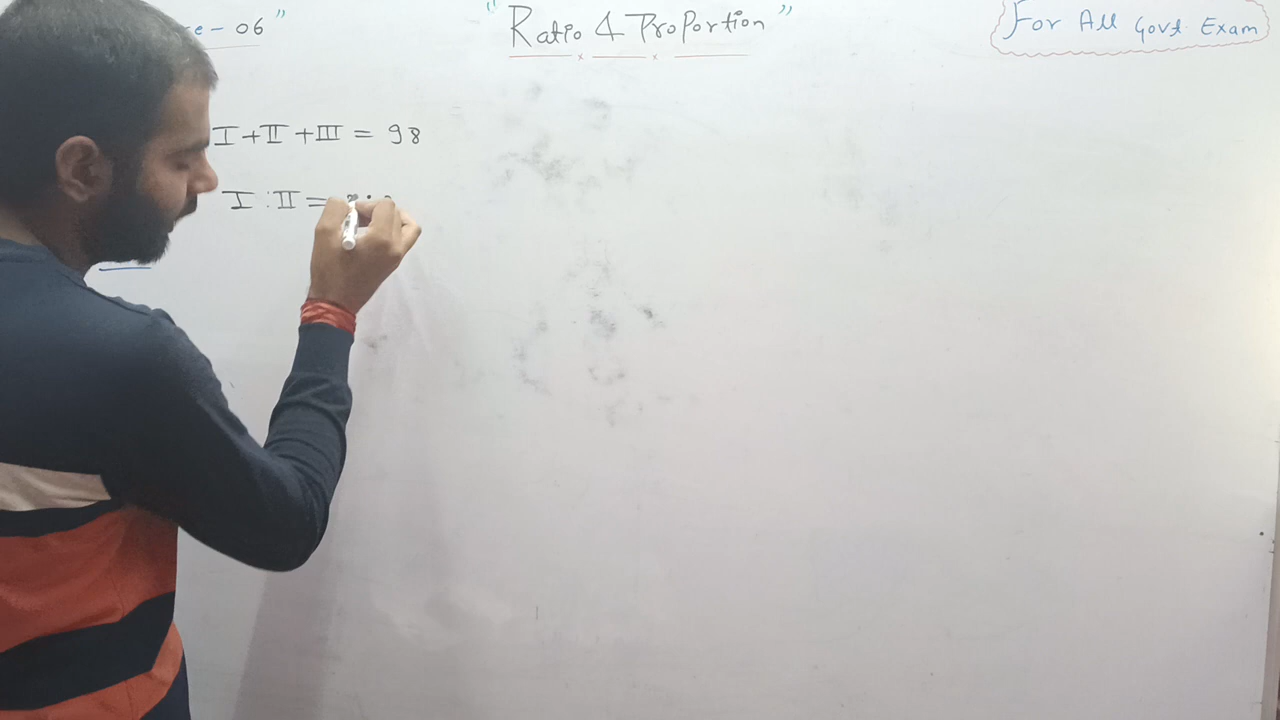 e - 06 "
" Ratio & Proportion "
For All Govt. Exam
I + II + III = 98
I : II =